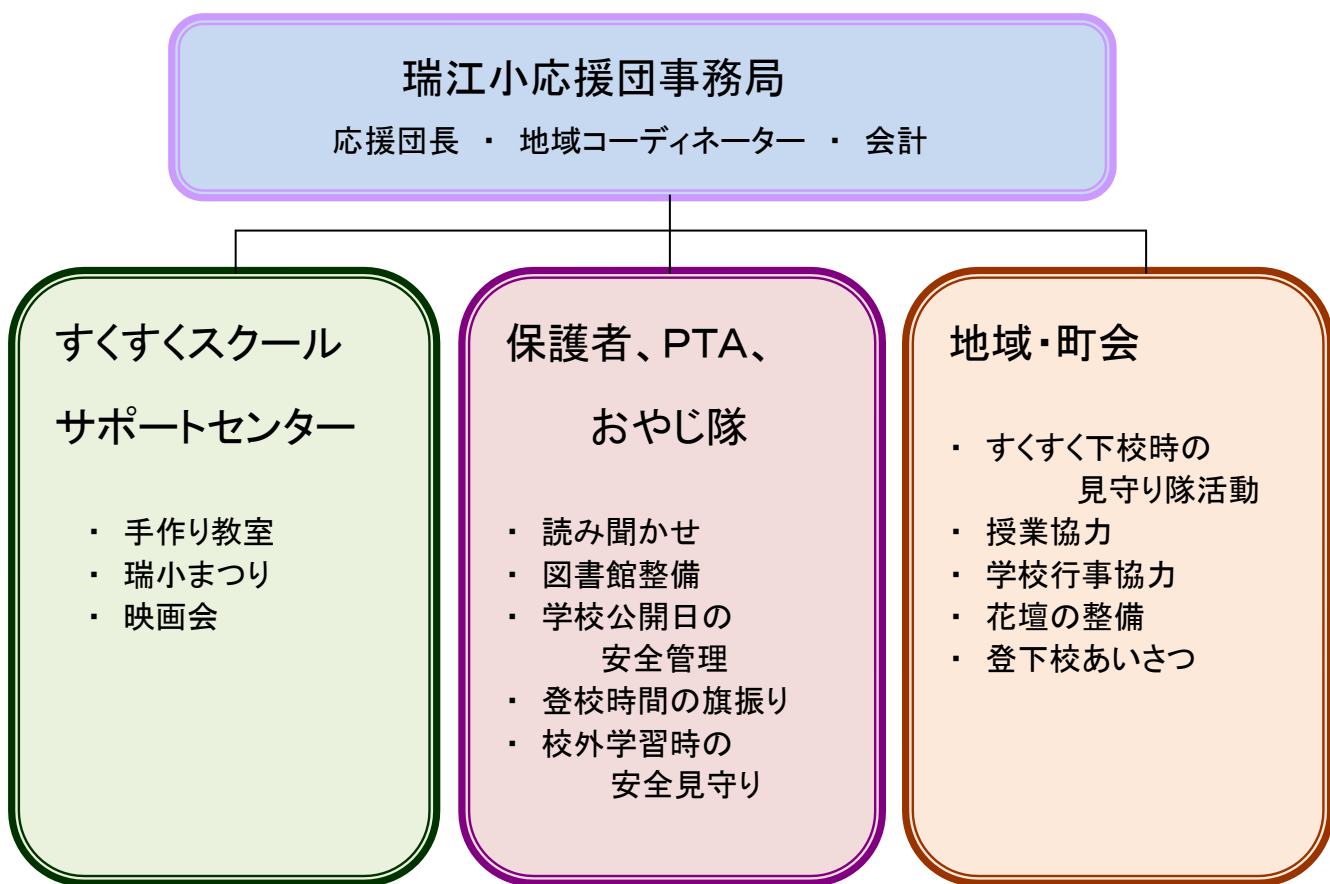 瑞江小応援団事務局
応援団長 ・ 地域コーディネーター ・ 会計
すくすくスクール
サポートセンター
・ 手作り教室
・ 瑞小まつり
・ 映画会
保護者、PTA、
おやじ隊
・ 読み聞かせ
・ 図書館整備
・ 学校公開日の
安全管理
・ 登校時間の旗振り
・ 校外学習時の
安全見守り
地域・町会
・ すくすく下校時の
見守り隊活動
・ 授業協力
・ 学校行事協力
・ 花壇の整備
・ 登下校あいさつ